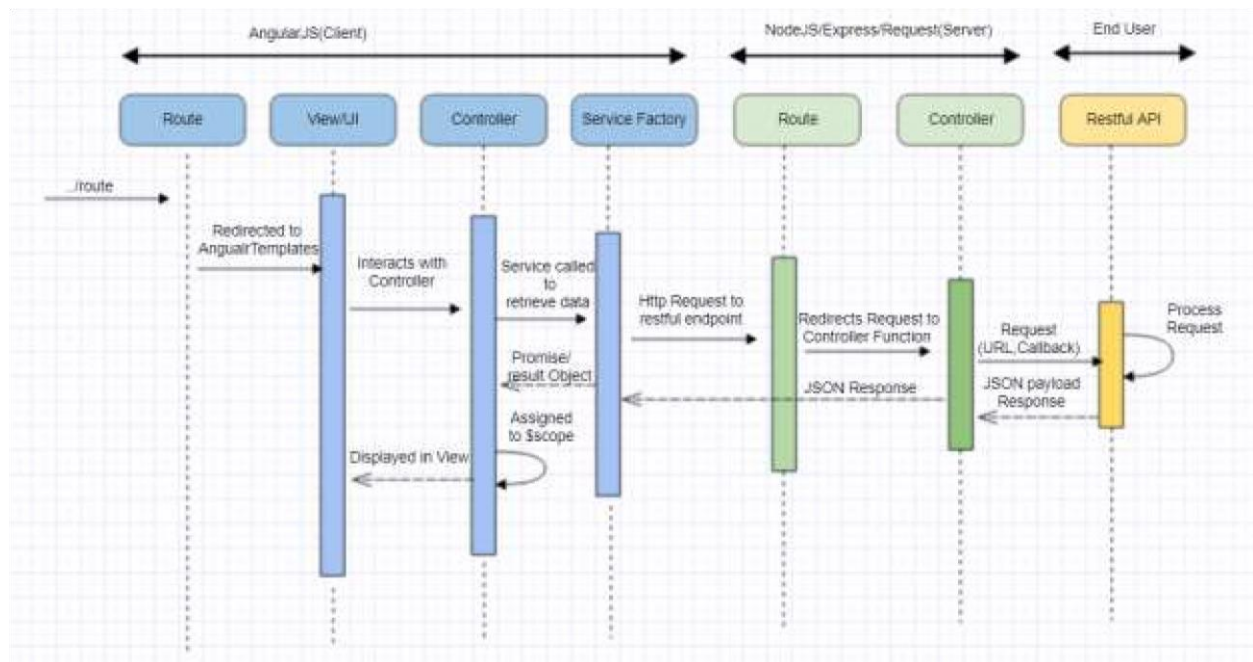 AngularJS(Client)
NodeJS/Express/Request(Server)
End User
Route
View/UI
Controller
Service Factory
Route
Controller
Restful API
../route
Redirected to
AngualrTemplates
Interacts with
Controller
Service called
to
retrieve data
Http Request to
restful endpoint
Redirects Request to
Controller Function
Request
(URL,Callback)
Process
Request
Promise/
result Object
JSON Response
JSON payload
Response
Assigned
to $scope
Displayed in View